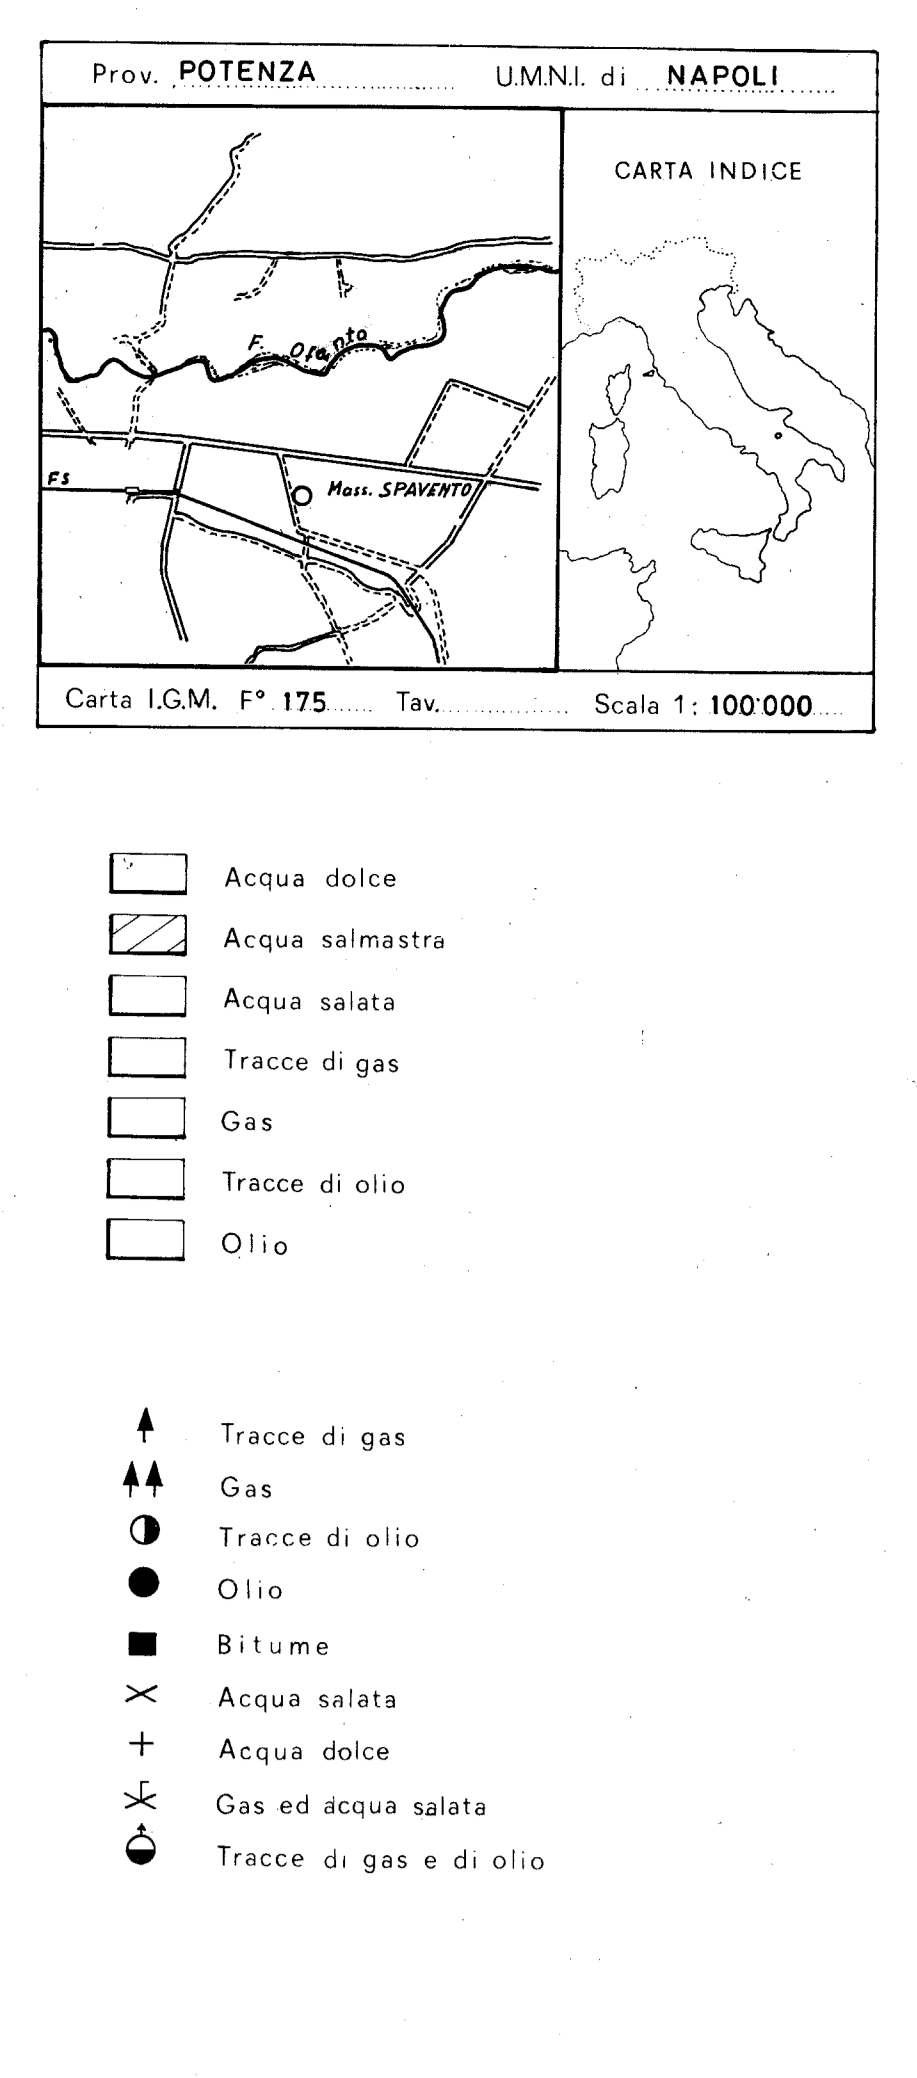 Prov. POTENZA U.M.N.I. di NAPOLI
CARTA INDICE
F. Ofanto
FS
Mass. SPAVENTO
Carta I.G.M. F° 175 Tav. Scala 1: 100'000
Acqua dolce
Acqua salmastra
Acqua salata
Tracce di gas
Gas
Tracce di olio
Olio
Tracce di gas
Gas
Tracce di olio
Olio
Bitume
Acqua salata
Acqua dolce
Gas ed acqua salata
Tracce di gas e di olio